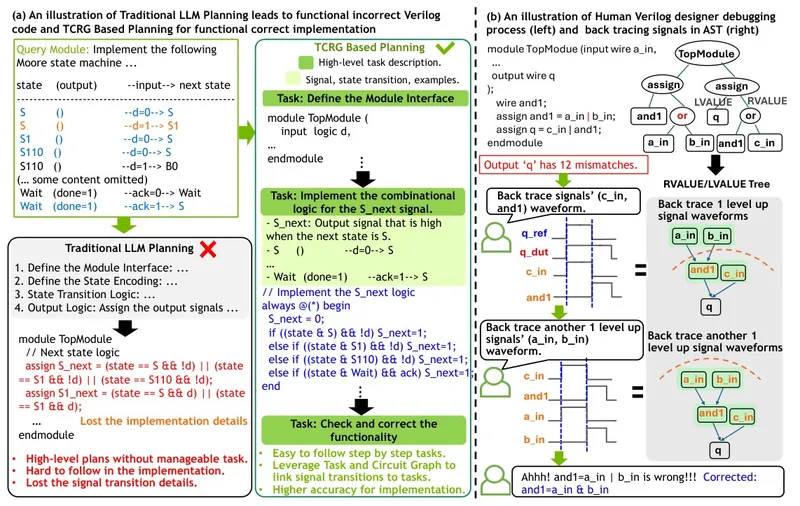 (a) An illustration of Traditional LLM Planning leads to functional incorrect Verilog
code and TCRG Based Planning for functional correct implementation
Query Module: Implement the following
Moore state machine ...
state (output) --input--> next state
--------------------------------------------
S () --d=0--> S
S () --d=1--> S1
S1 () --d=0--> S
S110 () --d=0--> S
S110 () --d=1--> B0
(... some content omitted)
Wait (done=1) --ack=0--> Wait
Wait (done=1) --ack=1--> S
Traditional LLM Planning
1. Define the Module Interface: ...
2. Define the State Encoding: ...
3. State Transition Logic: ...
4. Output Logic: Assign the output signals ...
module TopModule
// Next state logic
assign S_next = (state == S && !d) || (state
== S1 && !d) || (state == S110 && !d);
assign S1_next = (state == S && d) || (state
== S1 && d);
... Lost the implementation details
endmodule
• High-level plans without manageable task.
• Hard to follow in the implementation.
• Lost the signal transition details.
TCRG Based Planning
High-level task description.
Signal, state transition, examples.
Task: Define the Module Interface
module TopModule (
input logic d,
...
endmodule
...
Task: Implement the combinational
logic for the S_next signal.
- S_next: Output signal that is high
when the next state is S.
- S () --d=0--> S
...
- Wait (done=1) --ack=1--> S
// Implement the S_next logic
always @(*) begin
S_next = 0;
if ((state & S) && !d) S_next=1;
else if ((state & S1) && !d) S_next=1;
else if ((state & S110) && !d) S_next=1;
else if ((state & Wait) && ack) S_next=1;
end
...
Task: Check and correct the
functionality
• Easy to follow step by step tasks.
• Leverage Task and Circuit Graph to
link signal transitions to tasks.
• Higher accuracy for implementation.
(b) An illustration of Human Verilog designer debugging
process (left) and back tracing signals in AST (right)
module TopModue (input wire a_in,
...
output wire q
);
wire and1;
assign and1 = a_in | b_in;
assign q = c_in | and1;
endmodule
TopModule
assign
assign
LVALUE
RVALUE
and1
or
q
or
a_in
b_in
and1
c_in
RVALUE/LVALUE Tree
Output ‘q’ has 12 mismatches.
Back trace signals’ (c_in,
and1) waveform.
q_ref
q_dut
c_in
and1
=
Back trace 1 level up
signal waveforms
a_in
b_in
and1
c_in
q
Back trace another 1 level up
signals’ (a_in, b_in)
waveform.
c_in
and1
a_in
b_in
=
Back trace another 1
level up signal waveforms
a_in
b_in
and1
c_in
q
Ahhh! and1=a_in | b_in is wrong!!! Corrected:
and1=a_in & b_in